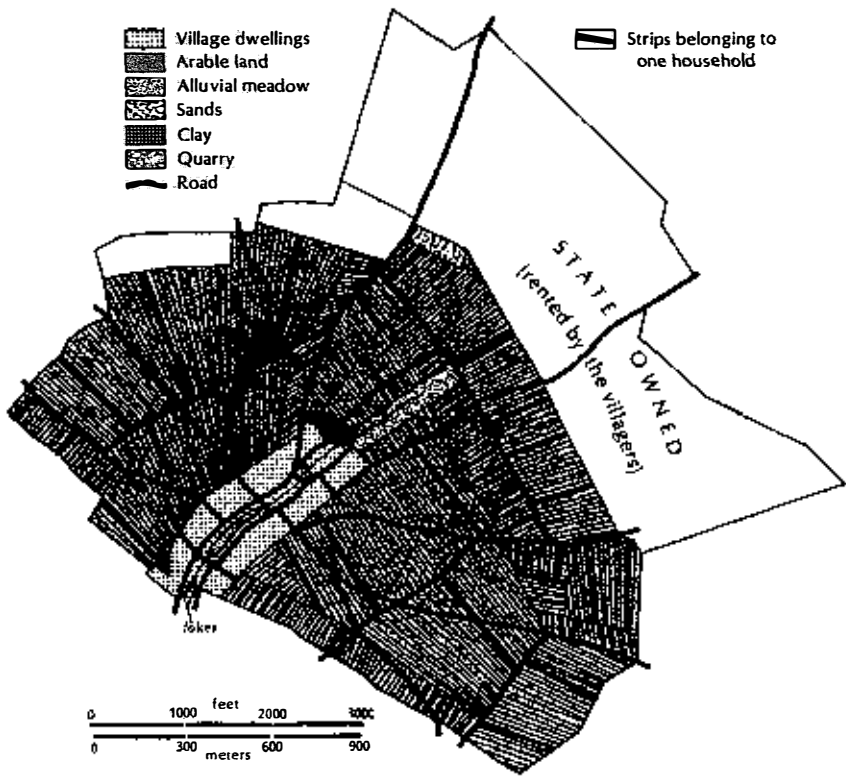 Village dwellings
Arable land
Alluvial meadow
Sands
Clay
Quarry
Road
Strips belonging to
one household
STATE OWNED
(rented by the villagers)
feet
0 1000 2000 3000
0 300 600 900
meters